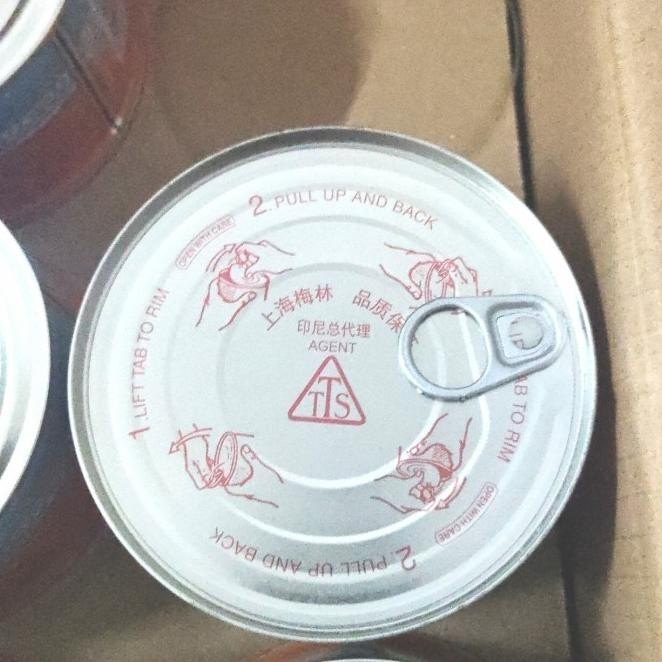 2. PULL UP AND BACK
OPEN WITH CARE
1. LIFT TAB TO RIM
上海梅林 品质保
印尼总代理
AGENT
TTS
TAB TO RIM
OPEN WITH CARE
2. PULL UP AND BACK